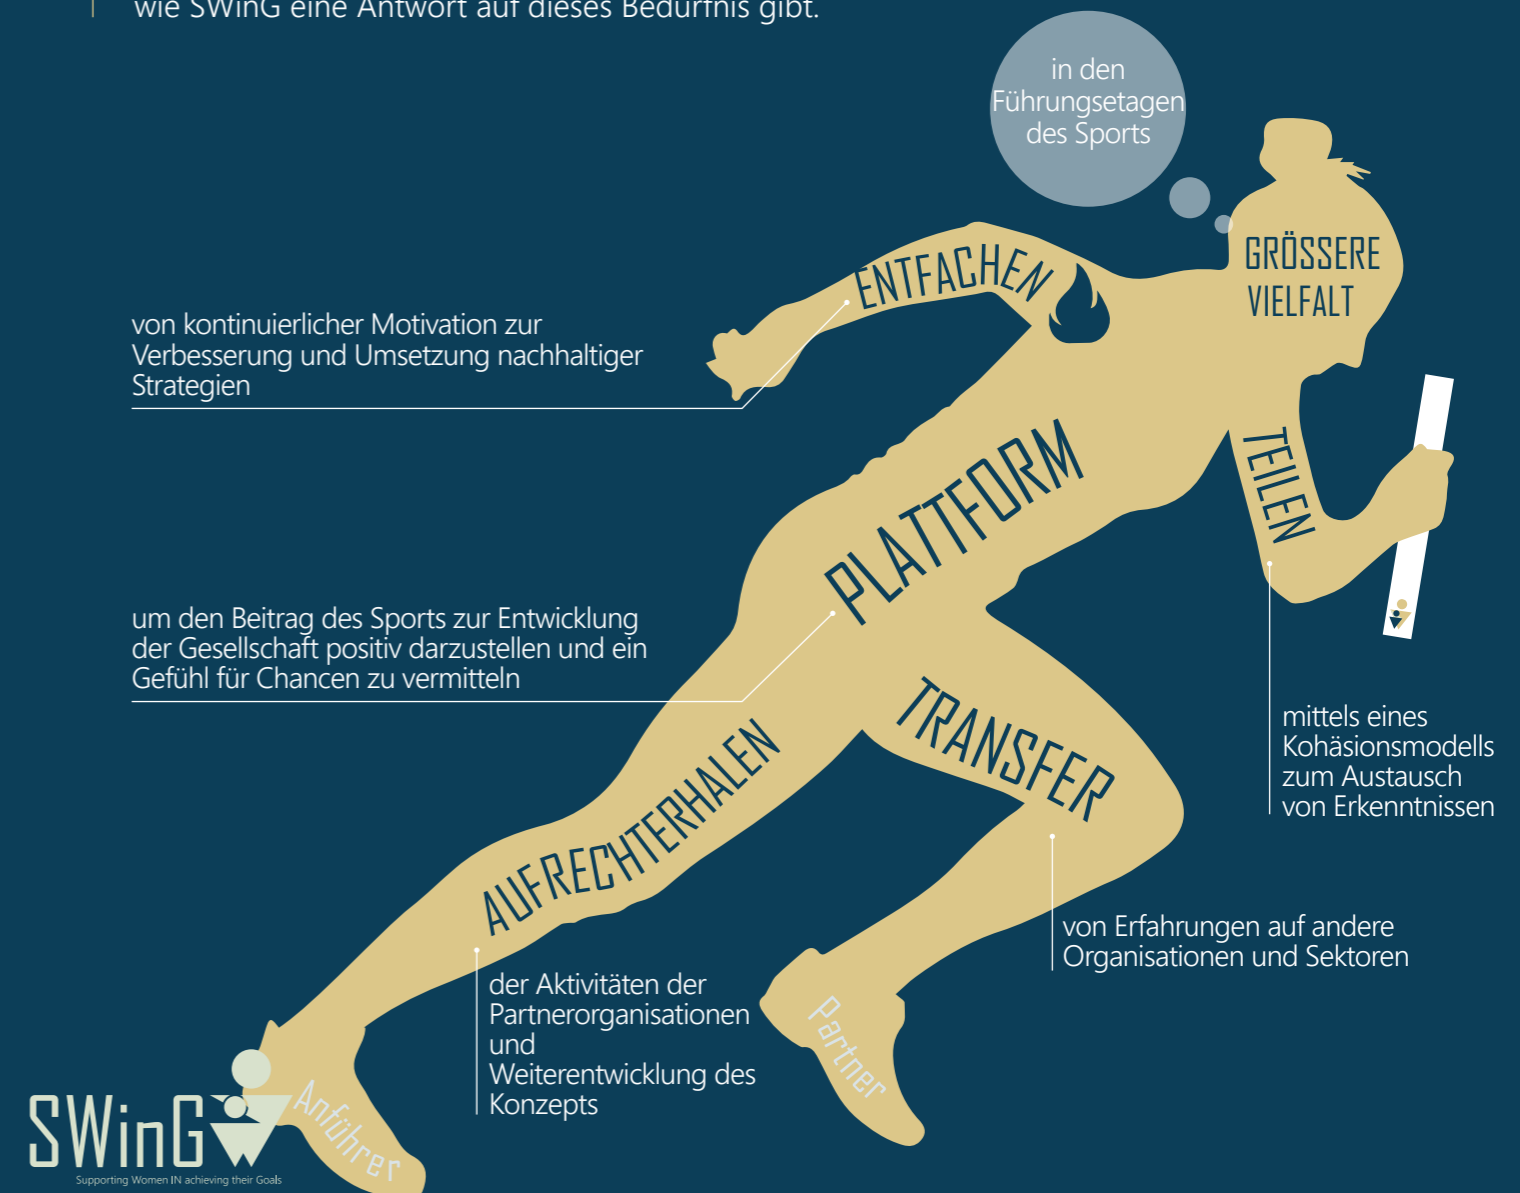 wie SWinG eine Antwort auf dieses Bedürfnis gibt.
in den
Führungsetagen
des Sports
GRÖSSERE
VIELFALT
ENTFACHEN
von kontinuierlicher Motivation zur
Verbesserung und Umsetzung nachhaltiger
Strategien
PLATTFORM
um den Beitrag des Sports zur Entwicklung
der Gesellschaft positiv darzustellen und ein
Gefühl für Chancen zu vermitteln
TEILEN
mittels eines
Kohäsionsmodells
zum Austausch
von Erkenntnissen
TRANSFER
von Erfahrungen auf andere
Organisationen und Sektoren
AUFRECHTERHALEN
der Aktivitäten der
Partnerorganisationen
und
Weiterentwicklung des
Konzepts
Partner
Anführer
SWinG
Supporting Women IN achieving their Goals